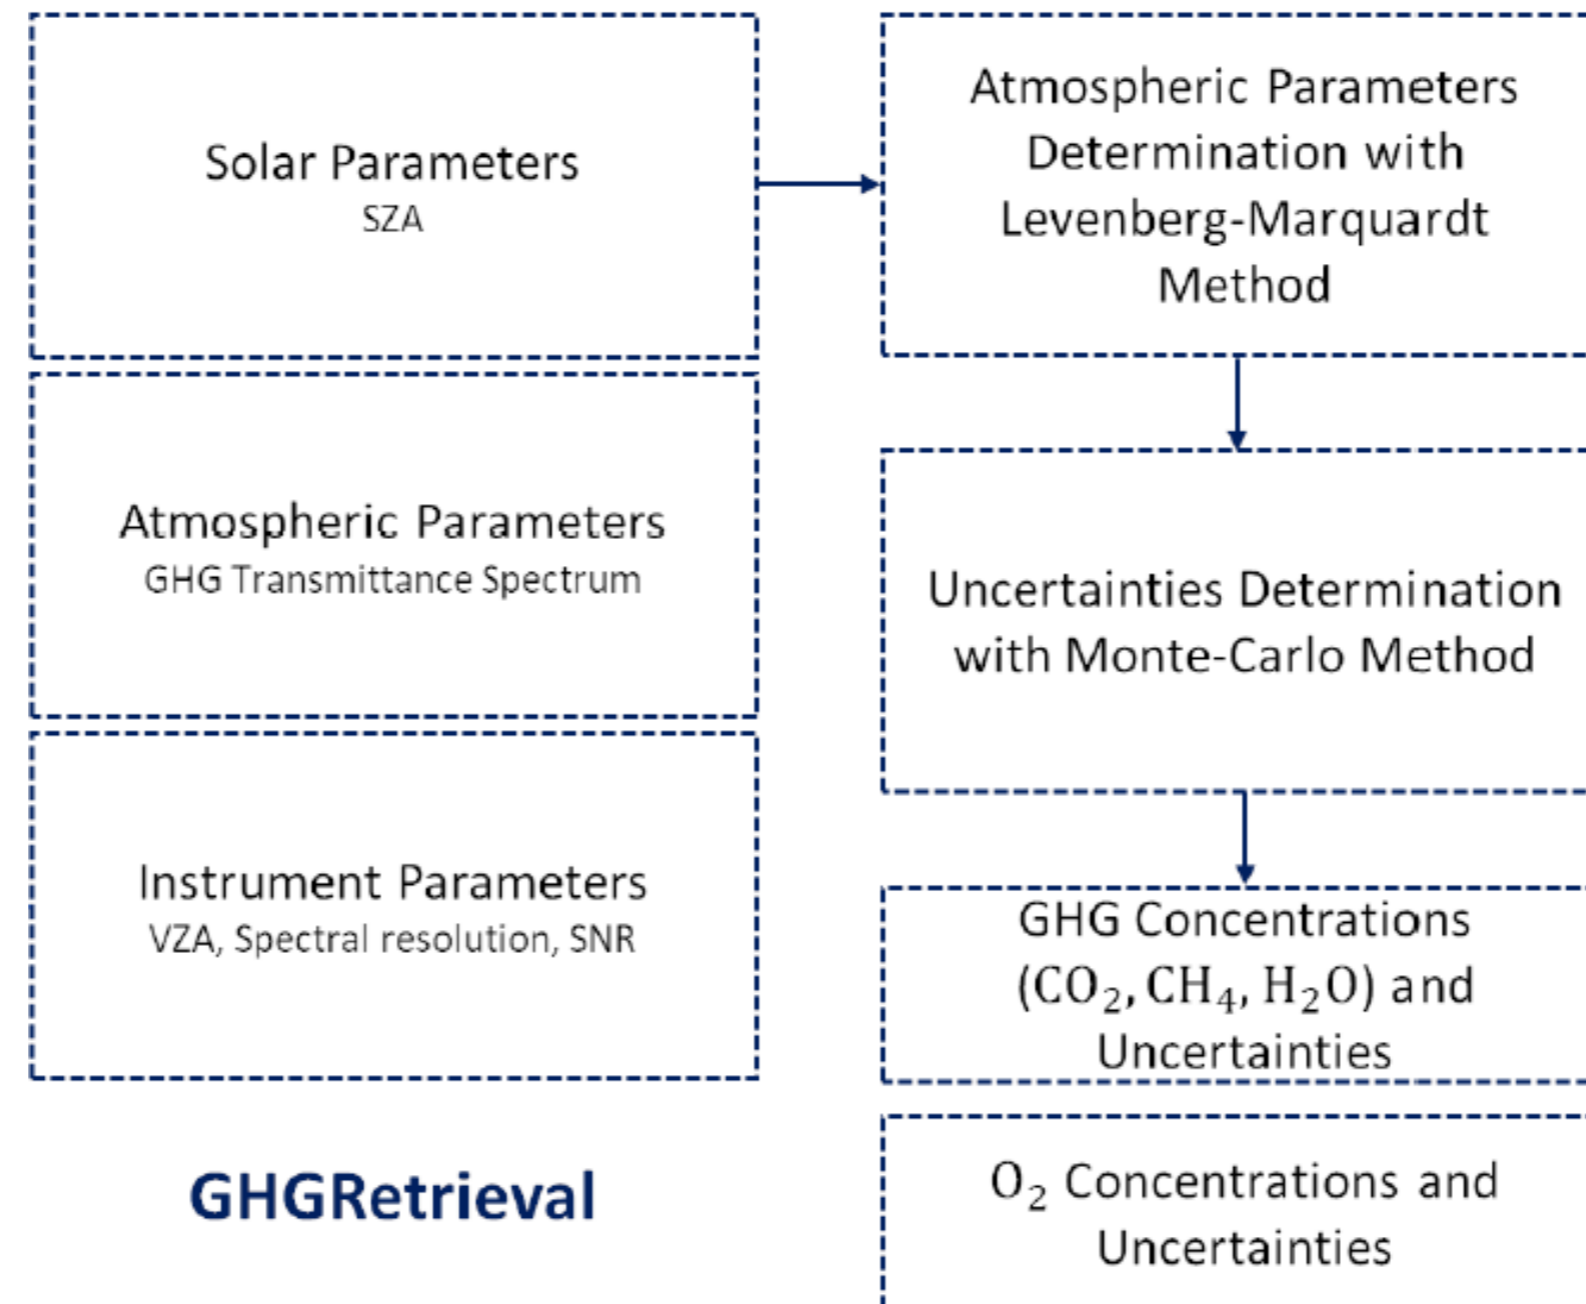 Solar Parameters
SZA
Atmospheric Parameters
GHG Transmittance Spectrum
Instrument Parameters
VZA, Spectral resolution, SNR
GHGRetrieval
Atmospheric Parameters
Determination with
Levenberg-Marquardt
Method
Uncertainties Determination
with Monte-Carlo Method
GHG Concentrations
(CO₂, CH₄, H₂O) and
Uncertainties
O₂ Concentrations and
Uncertainties